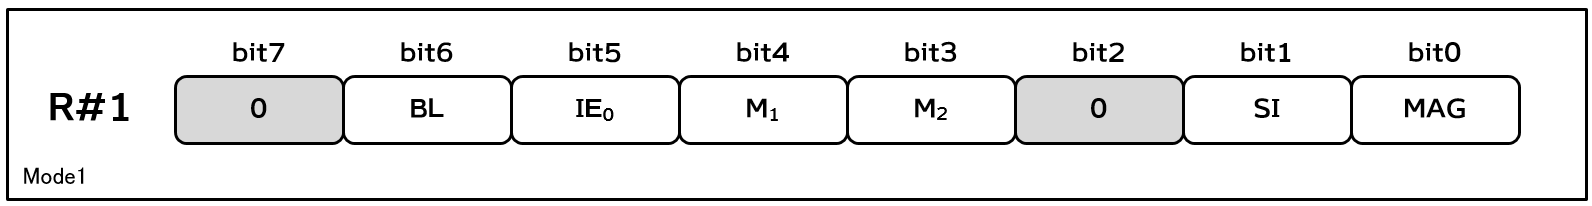 bit7 bit6 bit5 bit4 bit3 bit2 bit1 bit0
R#1 0 BL IE₀ M₁ M₂ 0 SI MAG
Mode1